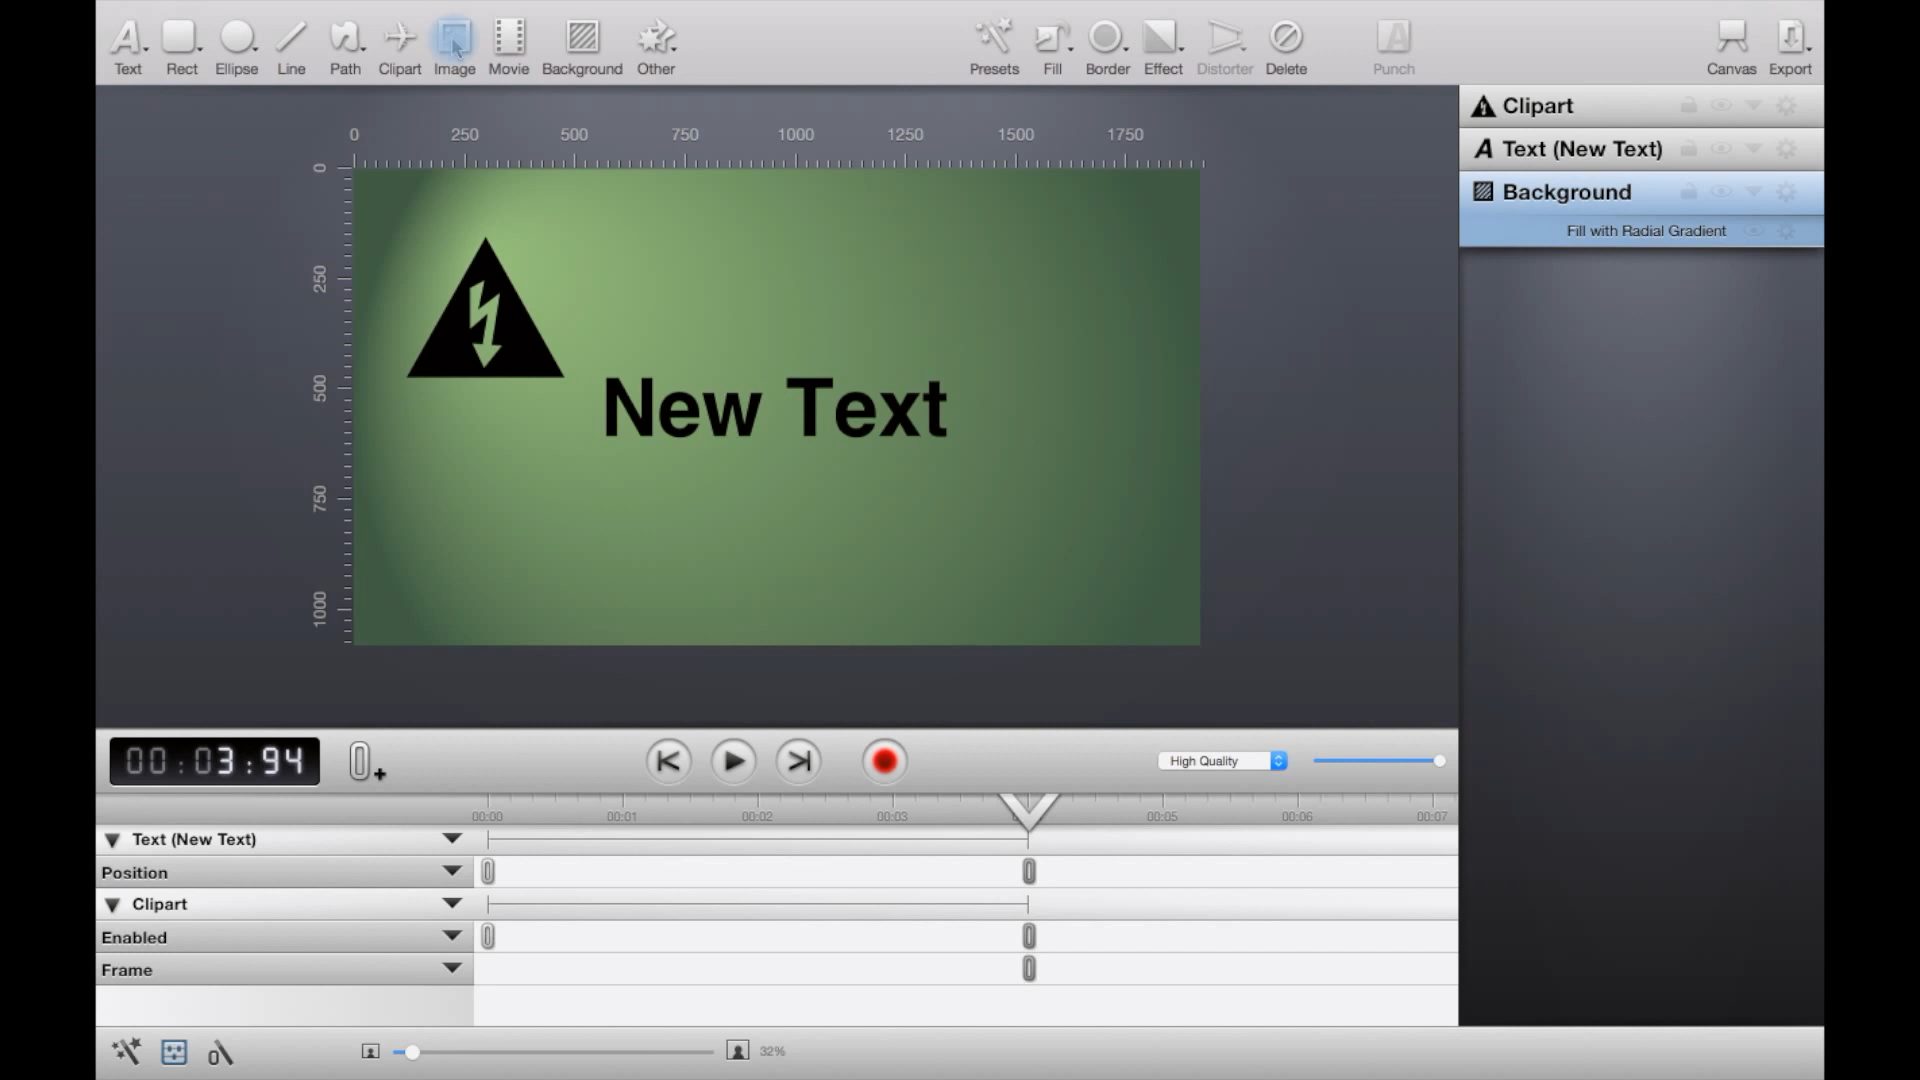 Text Rect Ellipse Line Path Clipart Image Movie Background Other Presets Fill Border Effect Distorter Delete Punch Canvas Export
Clipart
Text (New Text)
Background
Fill with Radial Gradient
0 250 500 750 1000 1250 1500 1750
0
250
500
750
1000
New Text
00:03:94
High Quality
00:00 00:01 00:02 00:03 00:05 00:06 00:07
Text (New Text)
Position
Clipart
Enabled
Frame
32%